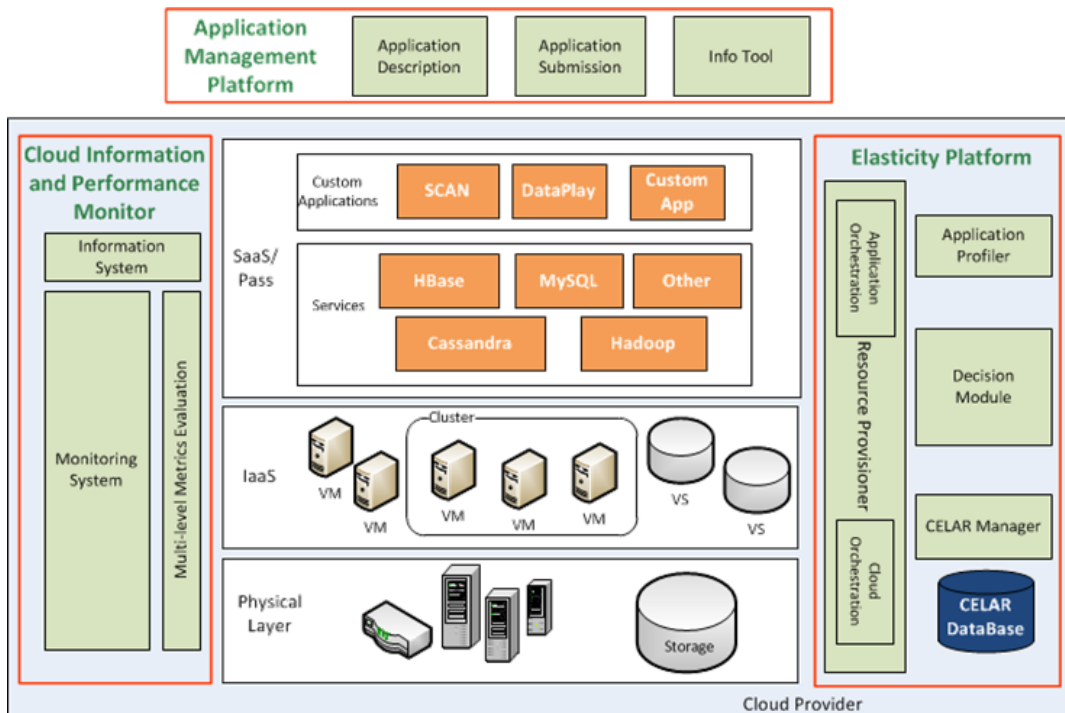 Application
Management
Platform
Application
Description
Application
Submission
Info Tool
Cloud Information
and Performance
Monitor
Information
System
Monitoring
System
Multi-level Metrics Evaluation
SaaS/
Pass
Custom
Applications
SCAN
DataPlay
Custom
App
Services
HBase
MySQL
Other
Cassandra
Hadoop
IaaS
Cluster
VM
VM
VM
VM
VM
VS
VS
Physical
Layer
Storage
Elasticity Platform
Application
Orchestration
Resource Provisioner
Cloud
Orchestration
Application
Profiler
Decision
Module
CELAR Manager
CELAR
DataBase
Cloud Provider